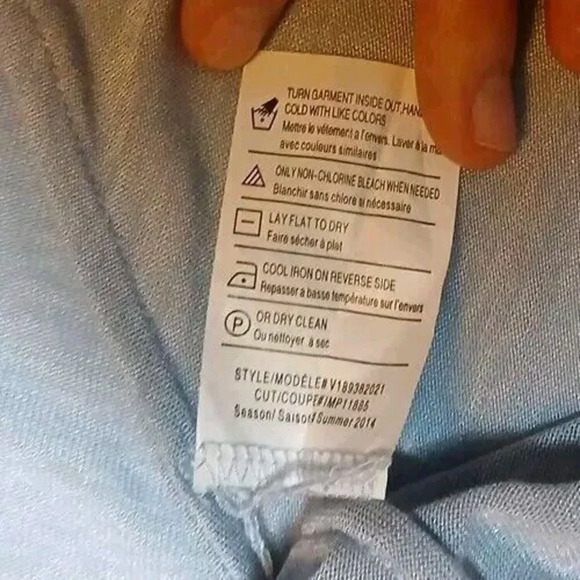 TURN GARMENT INSIDE OUT, HAN
COLD WITH LIKE COLORS
Mettre le vêtement a l'envers. Laver à la ma
avec couleurs similaires
ONLY NON-CHLORINE BLEACH WHEN NEEDED
Blanchir sans chlore si nécessaire
LAY FLAT TO DRY
Faire sécher à plat
COOL IRON ON REVERSE SIDE
Repasser a basse température sur l'envers
P
OR DRY CLEAN
Ou nettoyer à sec
STYLE/MODÈLE# V189382021
CUT/COUPE#IMP11885
Season/ Saison/ Summer 2014